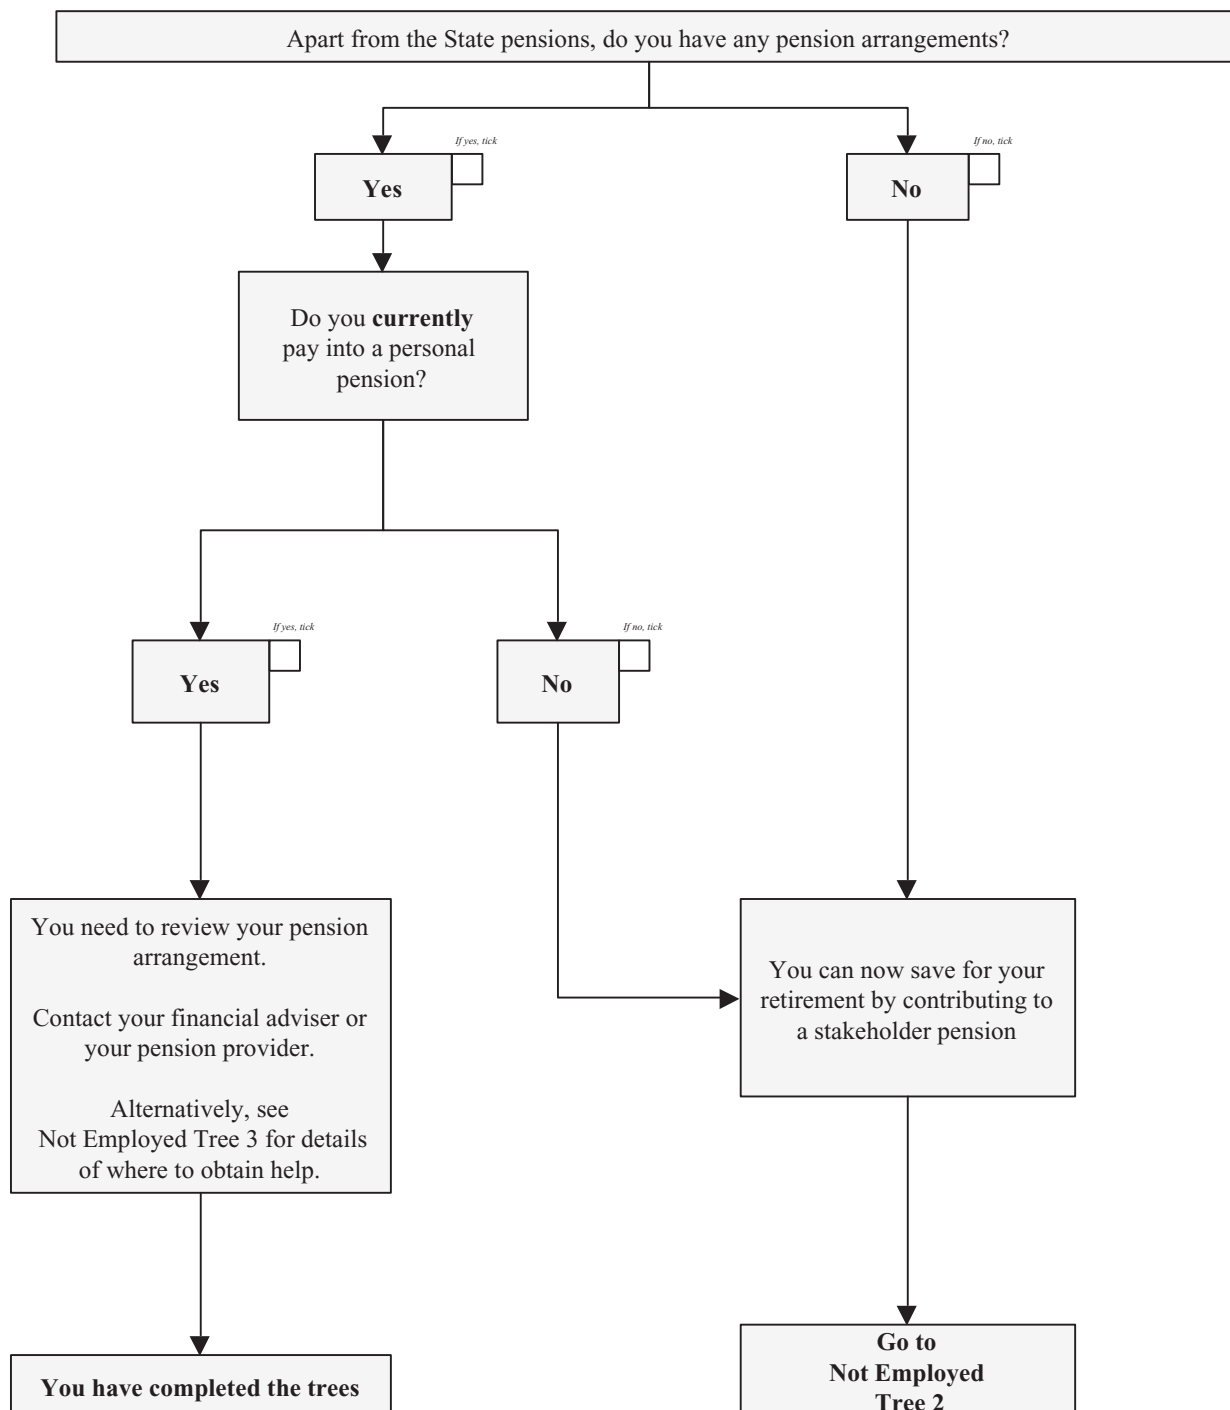 Apart from the State pensions, do you have any pension arrangements?
If yes, tick
If no, tick
Yes
No
Do you currently
pay into a personal
pension?
If yes, tick
If no, tick
Yes
No
You need to review your pension
arrangement.
Contact your financial adviser or
your pension provider.
Alternatively, see
Not Employed Tree 3 for details
of where to obtain help.
You can now save for your
retirement by contributing to
a stakeholder pension
You have completed the trees
Go to
Not Employed
Tree 2